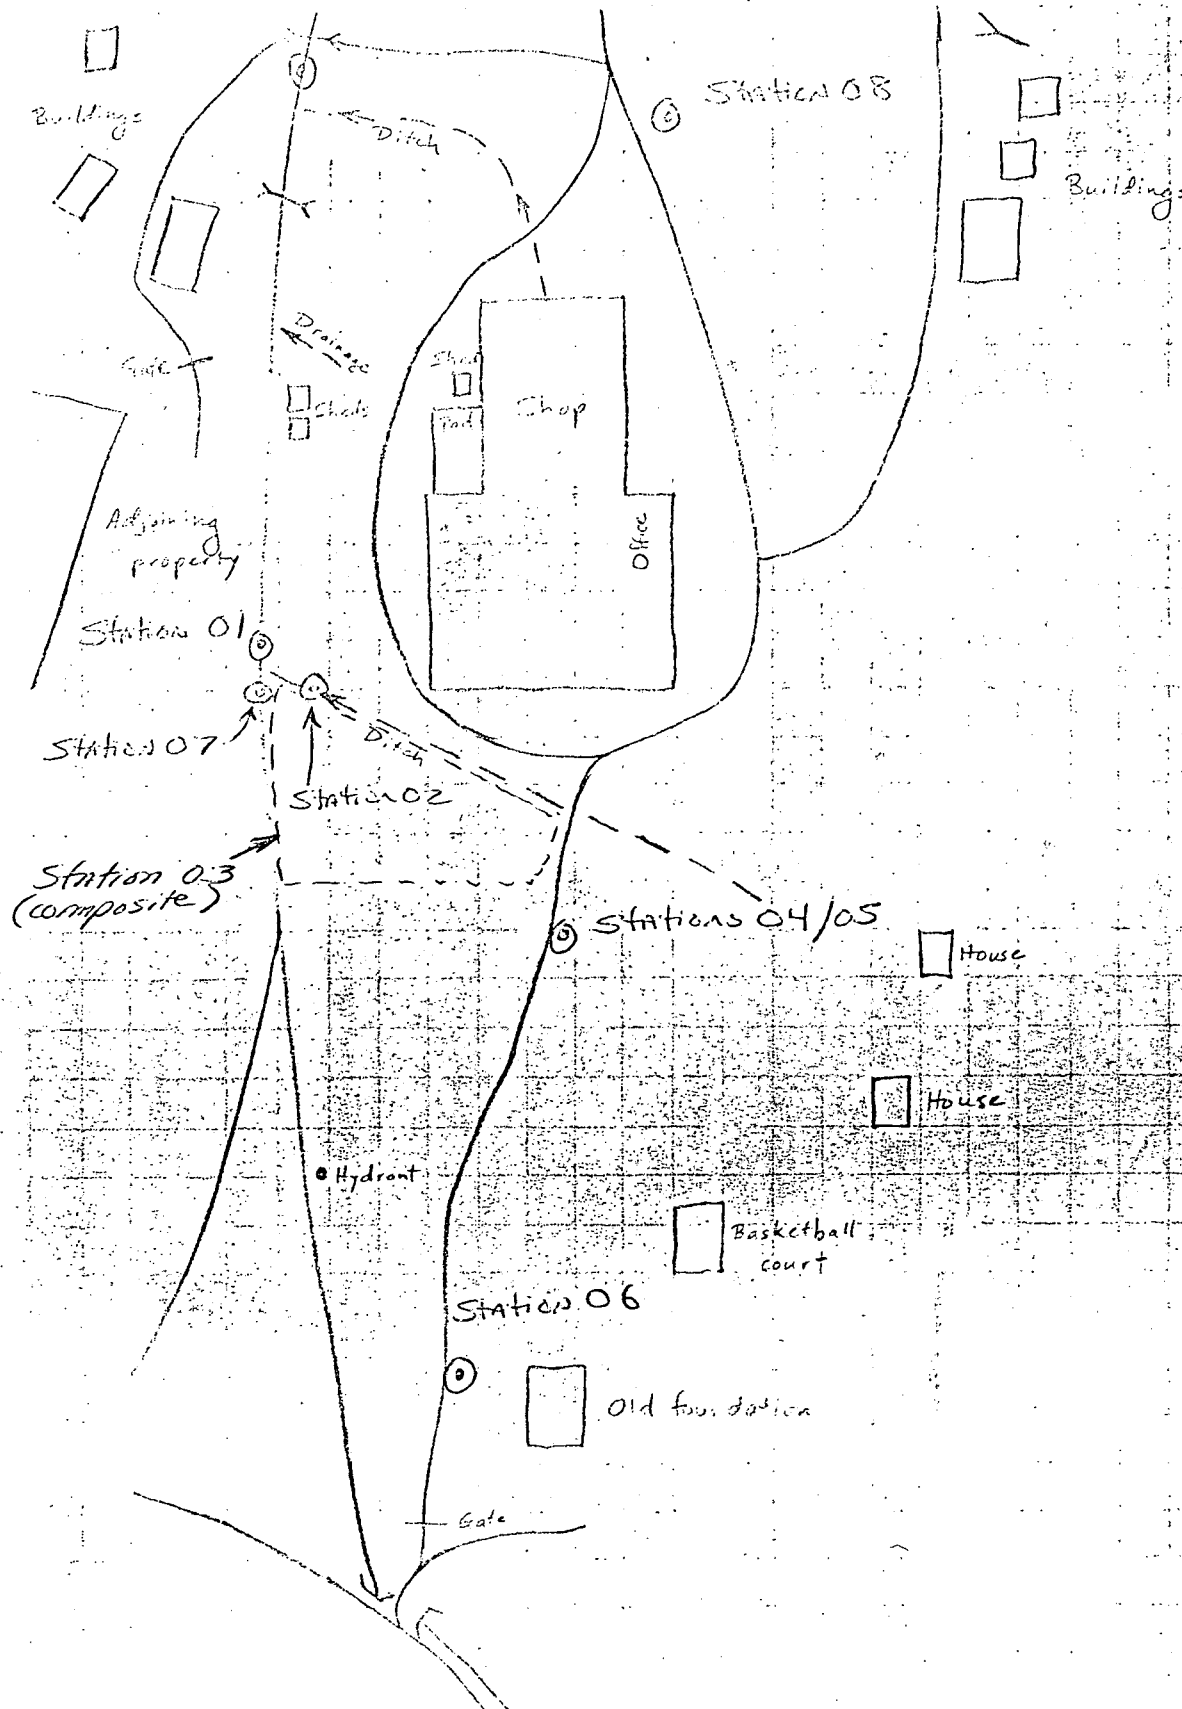 Station 08
Buildings
Ditch
Buildings
Drainage
Gate
Shed
Sheds
Pad
Shop
Office
Adjoining
property
Station 01
Station 07
Ditch
Station 02
Station 03
(composite)
Stations 04/05
House
House
Hydrant
Basketball
court
Station 06
Old foundation
Gate